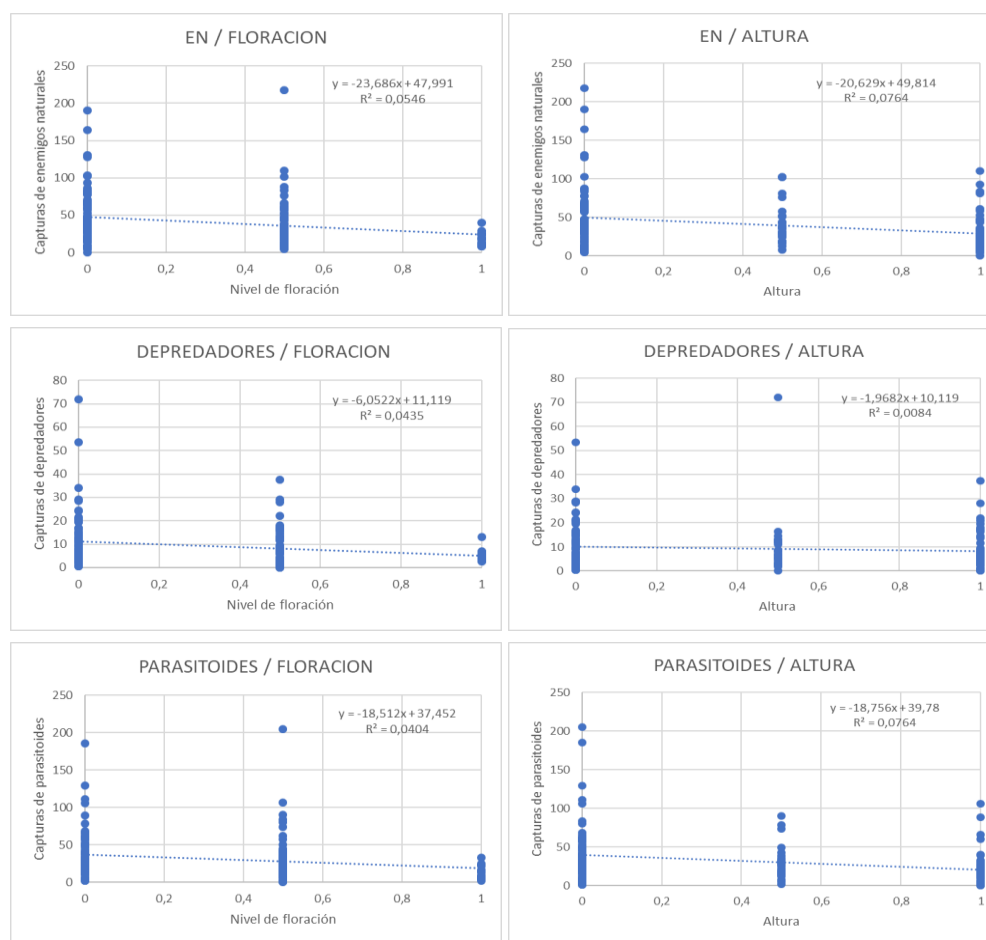 EN / FLORACION
Capturas de enemigos naturales
250
200
150
100
50
0
y = -23,686x + 47,991
R² = 0,0546
0 0,2 0,4 0,6 0,8 1
Nivel de floración
EN / ALTURA
Capturas de enemigos naturales
250
200
150
100
50
0
y = -20,629x + 49,814
R² = 0,0764
0 0,2 0,4 0,6 0,8 1
Altura
DEPREDADORES / FLORACION
Capturas de depredadores
80
70
60
50
40
30
20
10
0
y = -6,0522x + 11,119
R² = 0,0435
0 0,2 0,4 0,6 0,8 1
Nivel de floración
DEPREDADORES / ALTURA
Capturas de depredadores
80
70
60
50
40
30
20
10
0
y = -1,9682x + 10,119
R² = 0,0084
0 0,2 0,4 0,6 0,8 1
Altura
PARASITOIDES / FLORACION
Capturas de parasitoides
250
200
150
100
50
0
y = -18,512x + 37,452
R² = 0,0404
0 0,2 0,4 0,6 0,8 1
Nivel de floración
PARASITOIDES / ALTURA
Capturas de parasitoides
250
200
150
100
50
0
y = -18,756x + 39,78
R² = 0,0764
0 0,2 0,4 0,6 0,8 1
Altura